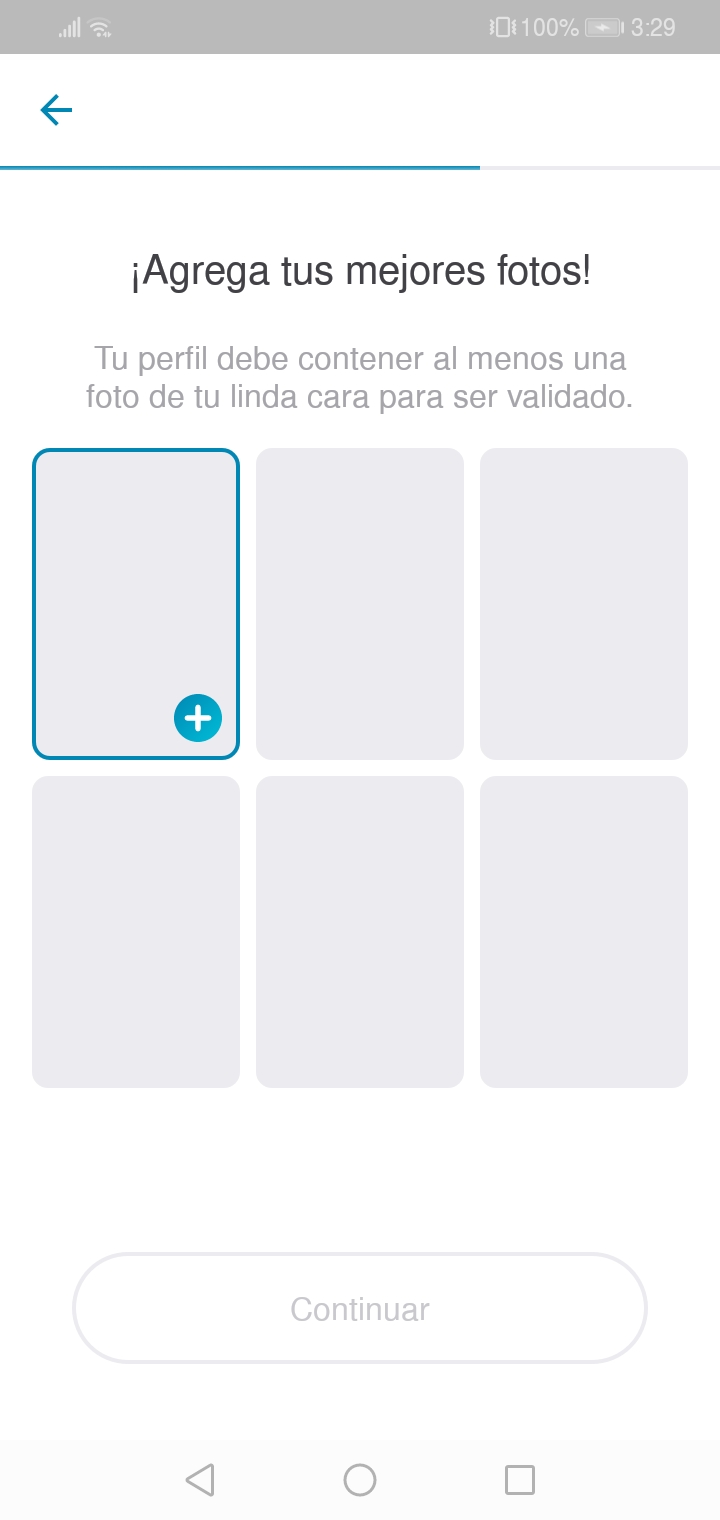 100% 3:29
¡Agrega tus mejores fotos!
Tu perfil debe contener al menos una
foto de tu linda cara para ser validado.
Continuar